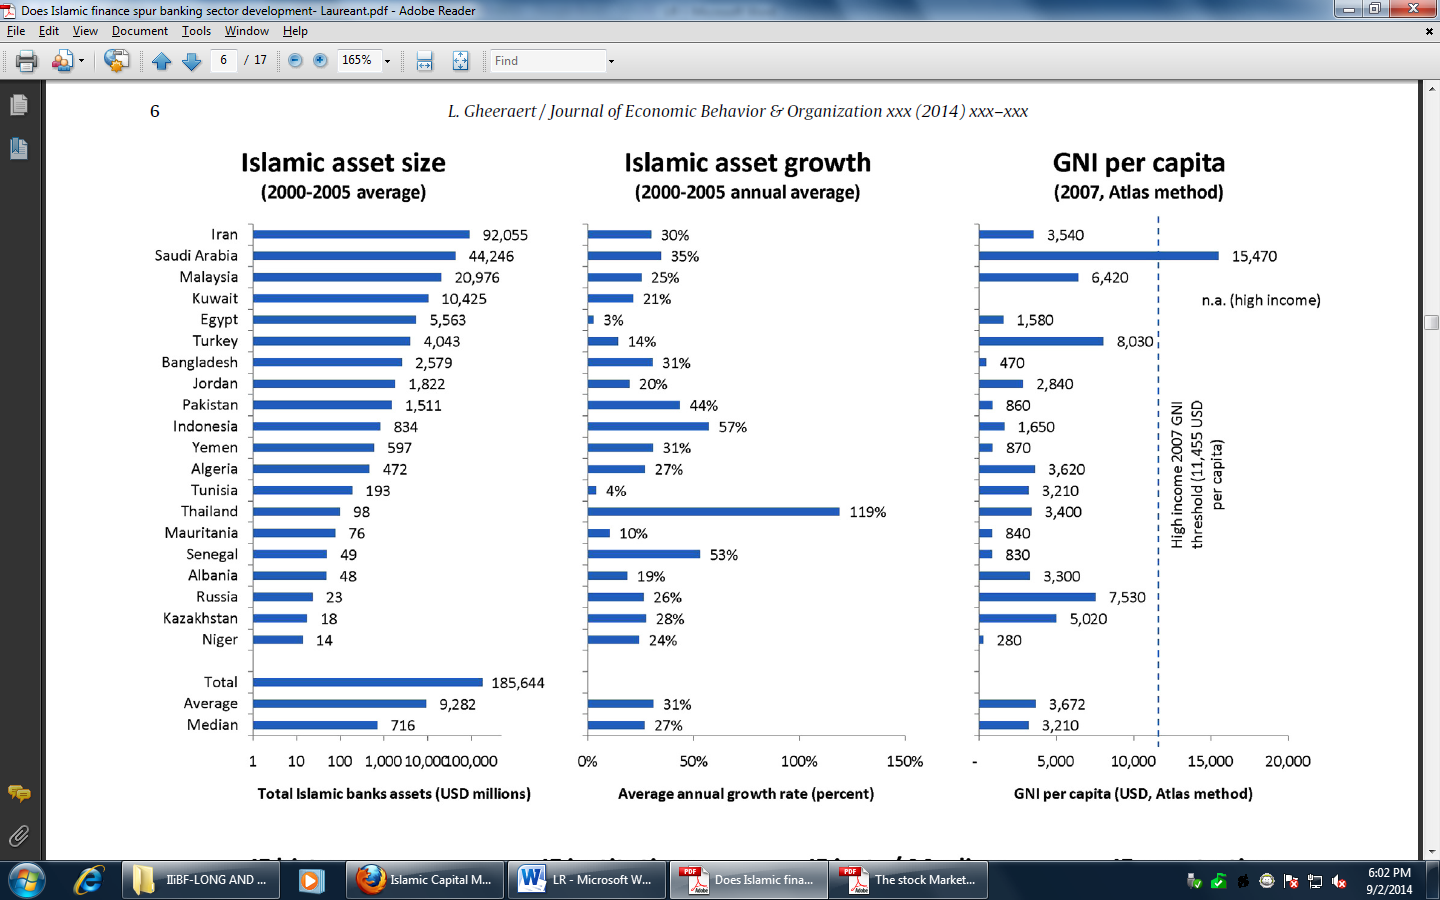 Does Islamic finance spur banking sector development- Laureant.pdf - Adobe Reader
File Edit View Document Tools Window Help
6 / 17 165% Find
6 L. Gheeraert / Journal of Economic Behavior & Organization xxx (2014) xxx–xxx
Islamic asset size
(2000-2005 average)
Iran 92,055
Saudi Arabia 44,246
Malaysia 20,976
Kuwait 10,425
Egypt 5,563
Turkey 4,043
Bangladesh 2,579
Jordan 1,822
Pakistan 1,511
Indonesia 834
Yemen 597
Algeria 472
Tunisia 193
Thailand 98
Mauritania 76
Senegal 49
Albania 48
Russia 23
Kazakhstan 18
Niger 14
Total 185,644
Average 9,282
Median 716
1 10 100 1,000 10,000 100,000
Total Islamic banks assets (USD millions)
Islamic asset growth
(2000-2005 annual average)
30%
35%
25%
21%
3%
14%
31%
20%
44%
57%
31%
27%
4%
119%
10%
53%
19%
26%
28%
24%
31%
27%
0% 50% 100% 150%
Average annual growth rate (percent)
GNI per capita
(2007, Atlas method)
3,540
15,470
6,420
n.a. (high income)
1,580
8,030
470
2,840
860
1,650
870
3,620
3,210
3,400
840
830
3,300
7,530
5,020
280
3,672
3,210
High income 2007 GNI
threshold (11,455 USD
per capita)
- 5,000 10,000 15,000 20,000
GNI per capita (USD, Atlas method)
IIiBF-LONG AND ... Islamic Capital M... LR - Microsoft W... Does Islamic fina... The stock Market...
6:02 PM
9/2/2014